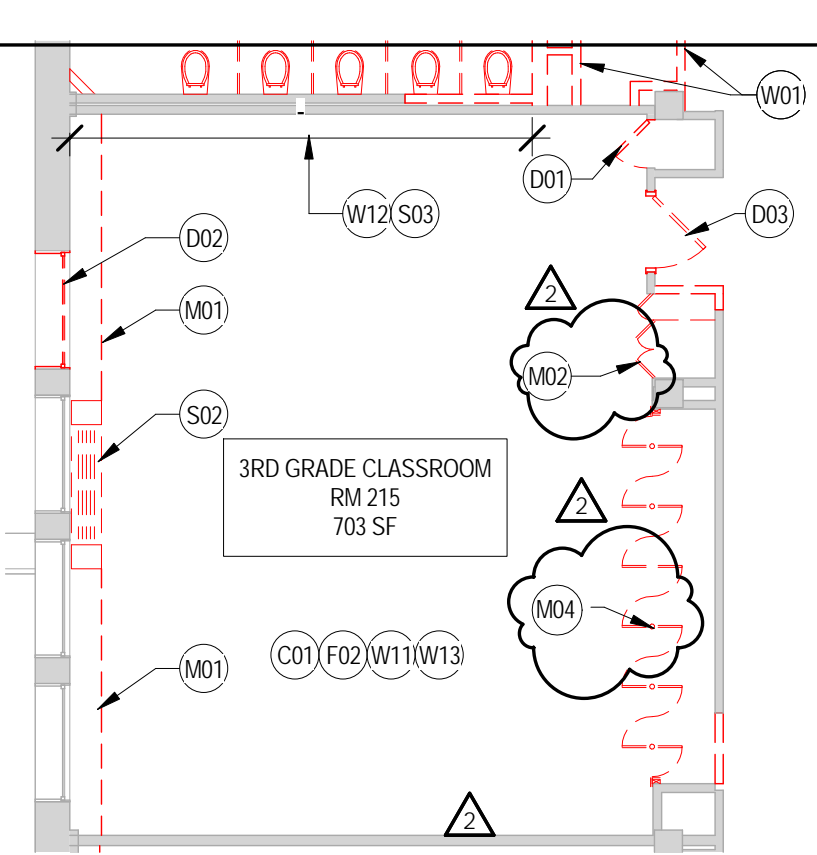 W01
D01
W12 S03
D03
D02
2
M01
M02
S02
3RD GRADE CLASSROOM
RM 215
703 SF
2
M04
C01 F02 W11 W13
M01
2